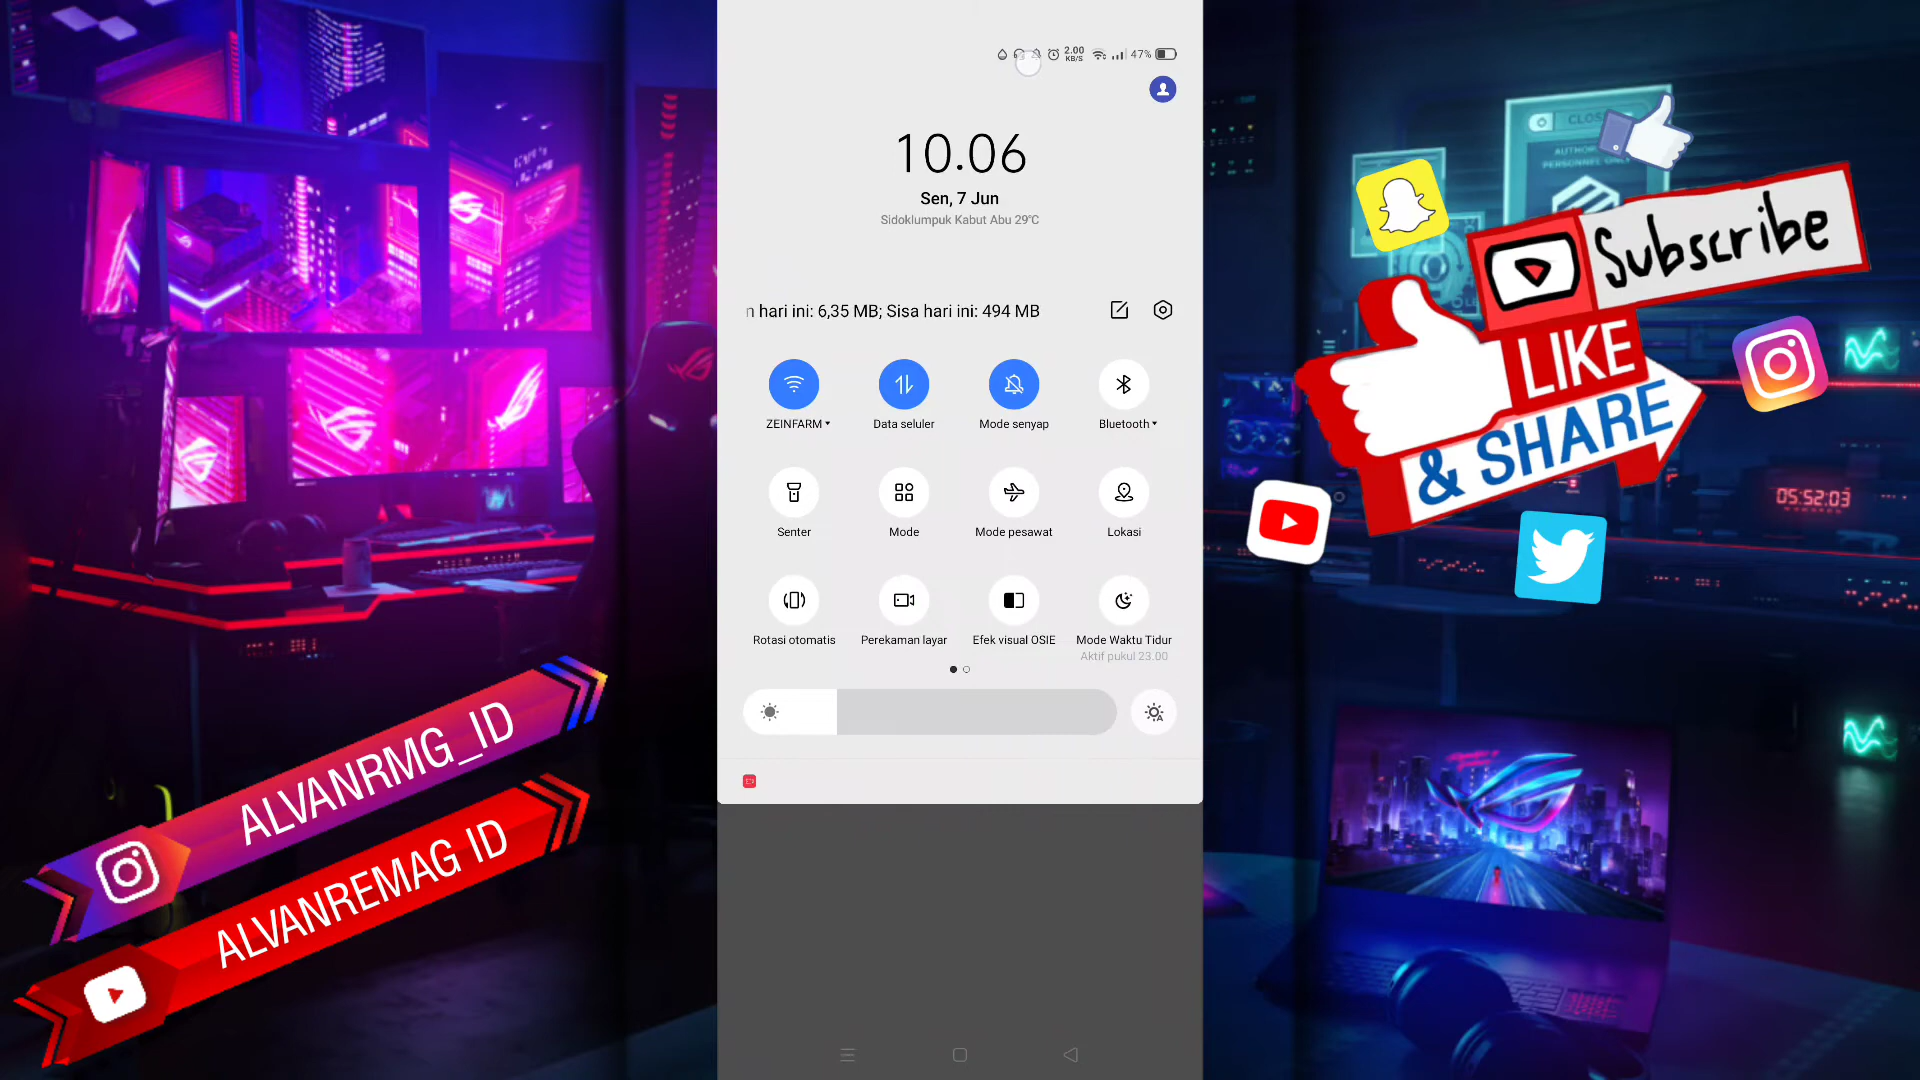 2.00
KB/S
47%
10.06
Sen, 7 Jun
Sidoklumpuk Kabut Abu 29°C
n hari ini: 6,35 MB; Sisa hari ini: 494 MB
ZEINFARM
Data seluler
Mode senyap
Bluetooth
Senter
Mode
Mode pesawat
Lokasi
Rotasi otomatis
Perekaman layar
Efek visual OSIE
Mode Waktu Tidur
Aktif pukul 23.00
ALVANRMG_ID
ALVANREMAG ID
CLOS
PERSONNEL ONLY
Subscribe
LIKE
& SHARE
05:52:03